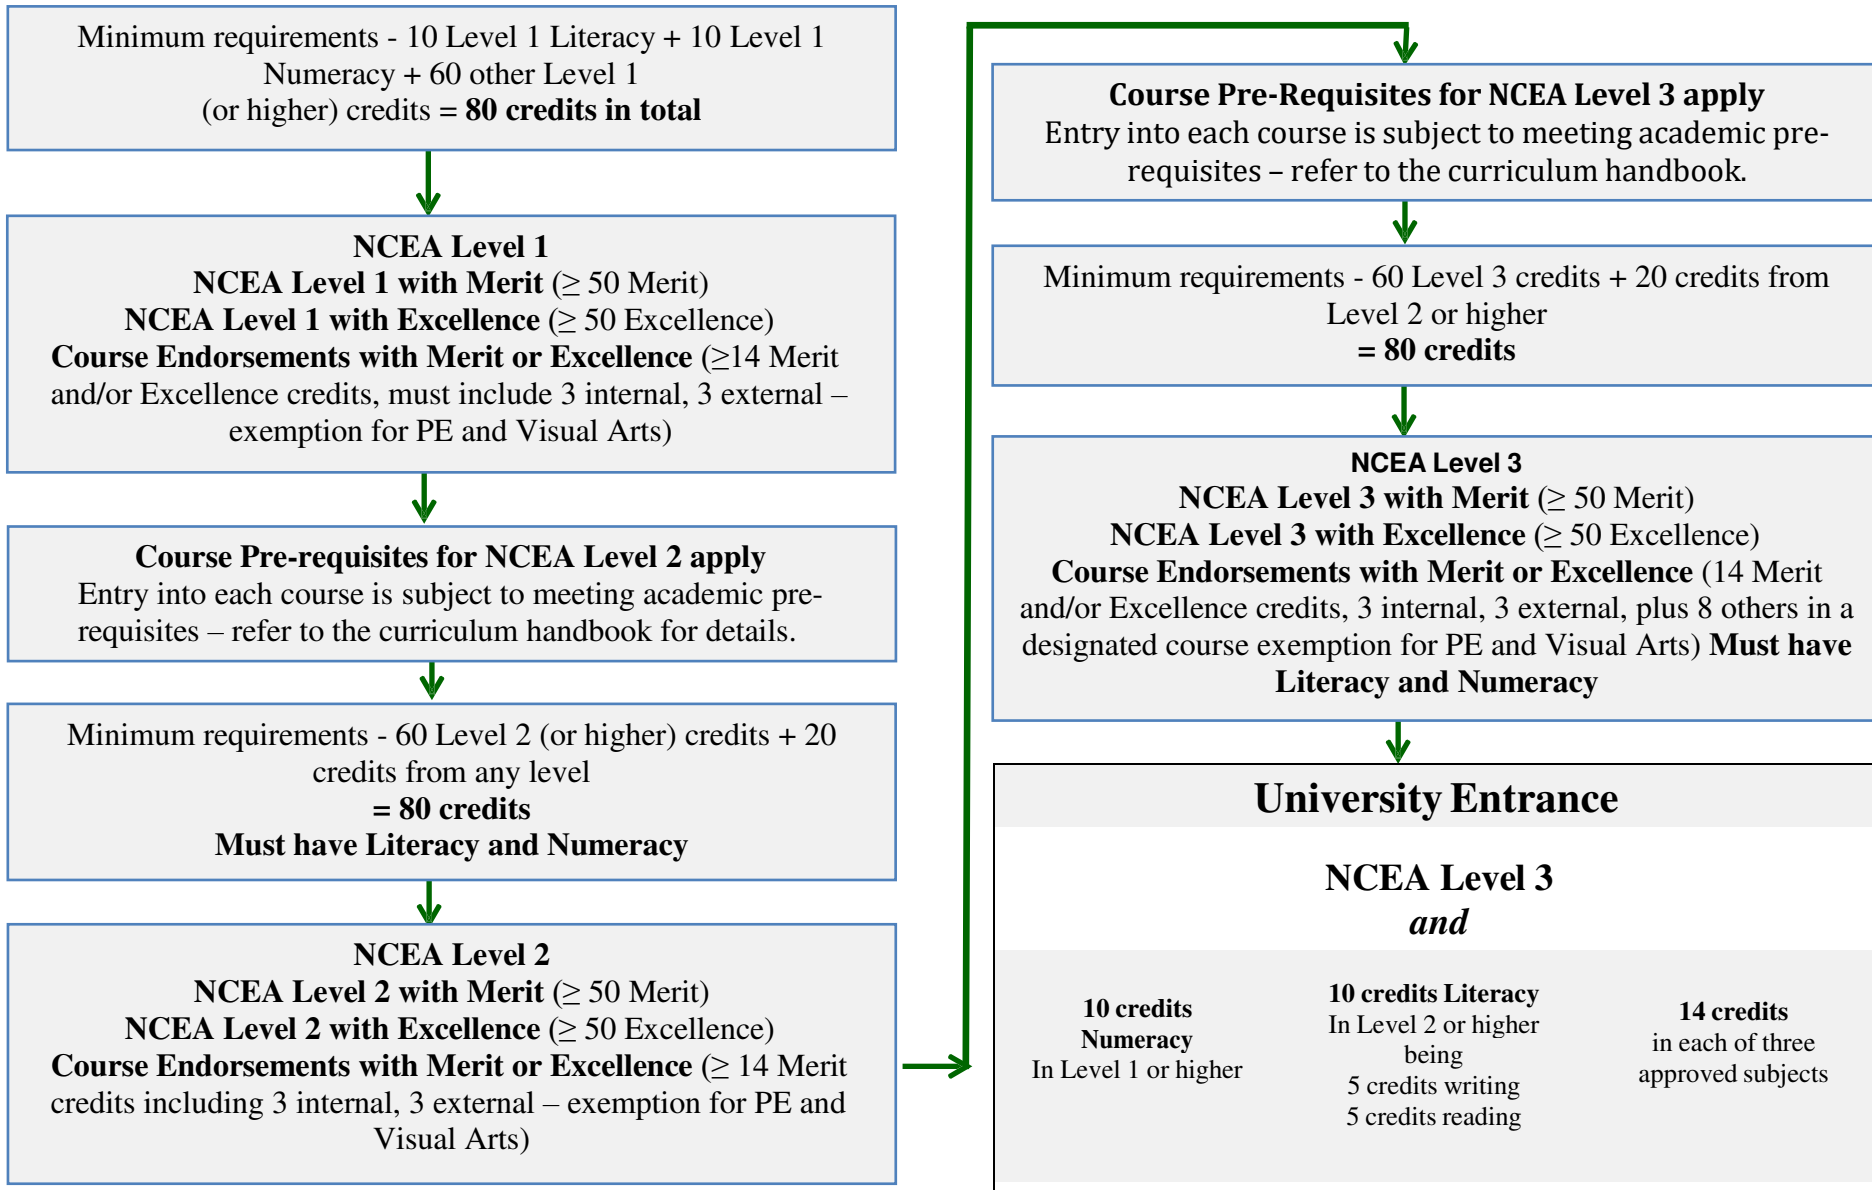 Minimum requirements - 10 Level 1 Literacy + 10 Level 1
Numeracy + 60 other Level 1
(or higher) credits = 80 credits in total
NCEA Level 1
NCEA Level 1 with Merit (≥ 50 Merit)
NCEA Level 1 with Excellence (≥ 50 Excellence)
Course Endorsements with Merit or Excellence (≥14 Merit
and/or Excellence credits, must include 3 internal, 3 external –
exemption for PE and Visual Arts)
Course Pre-requisites for NCEA Level 2 apply
Entry into each course is subject to meeting academic pre-
requisites – refer to the curriculum handbook for details.
Minimum requirements - 60 Level 2 (or higher) credits + 20
credits from any level
= 80 credits
Must have Literacy and Numeracy
NCEA Level 2
NCEA Level 2 with Merit (≥ 50 Merit)
NCEA Level 2 with Excellence (≥ 50 Excellence)
Course Endorsements with Merit or Excellence (≥ 14 Merit
credits including 3 internal, 3 external – exemption for PE and
Visual Arts)
Course Pre-Requisites for NCEA Level 3 apply
Entry into each course is subject to meeting academic pre-
requisites – refer to the curriculum handbook.
Minimum requirements - 60 Level 3 credits + 20 credits from
Level 2 or higher
= 80 credits
NCEA Level 3
NCEA Level 3 with Merit (≥ 50 Merit)
NCEA Level 3 with Excellence (≥ 50 Excellence)
Course Endorsements with Merit or Excellence (14 Merit
and/or Excellence credits, 3 internal, 3 external, plus 8 others in a
designated course exemption for PE and Visual Arts) Must have
Literacy and Numeracy
University Entrance
NCEA Level 3
and
10 credits
Numeracy
In Level 1 or higher
10 credits Literacy
In Level 2 or higher
being
5 credits writing
5 credits reading
14 credits
in each of three
approved subjects